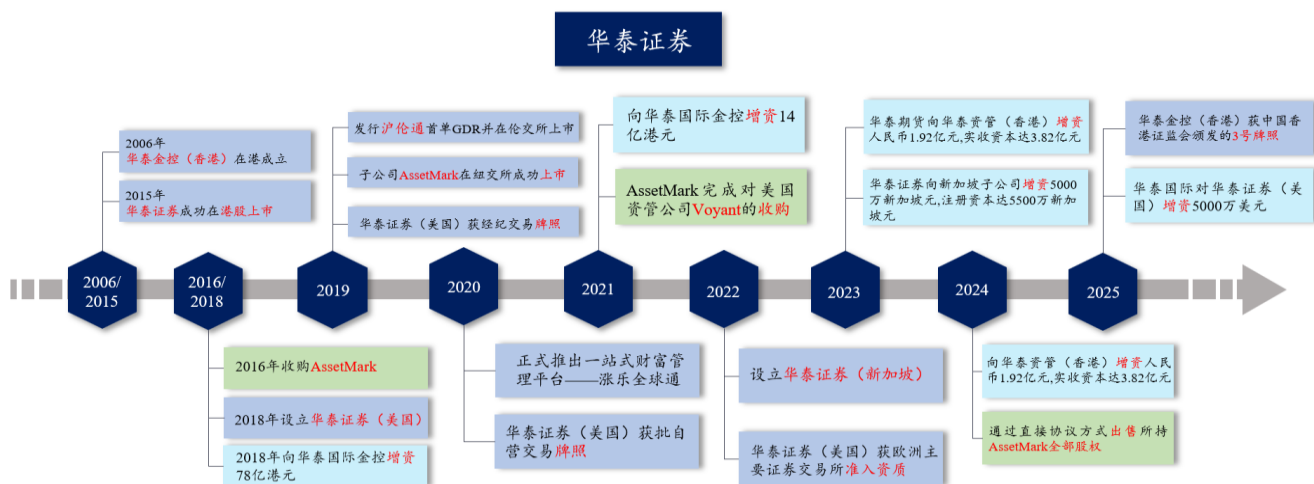 华泰证券
2006年
华泰金控（香港）在港成立
2015年
华泰证券成功在港股上市
发行沪伦通首单GDR并在伦交所上市
子公司AssetMark在纽交所成功上市
华泰证券（美国）获经纪交易牌照
向华泰国际金控增资14
亿港元
AssetMark完成对美国
资管公司Voyant的收购
华泰期货向华泰资管（香港）增资
人民币1.92亿元,实收资本达3.82亿元
华泰证券向新加坡子公司增资5000
万新加坡元,注册资本达5500万新加
坡元
华泰金控（香港）获中国香
港证监会颁发的3号牌照
华泰国际对华泰证券（美
国）增资5000万美元
2006/
2015
2016/
2018
2019
2020
2021
2022
2023
2024
2025
2016年收购AssetMark
2018年设立华泰证券（美国）
2018年向华泰国际金控增资
78亿港元
正式推出一站式财富管
理平台——涨乐全球通
华泰证券（美国）获批自
营交易牌照
设立华泰证券（新加坡）
华泰证券（美国）获欧洲主
要证券交易所准入资质
向华泰资管（香港）增资人民
币1.92亿元,实收资本达3.82亿元
通过直接协议方式出售所持
AssetMark全部股权